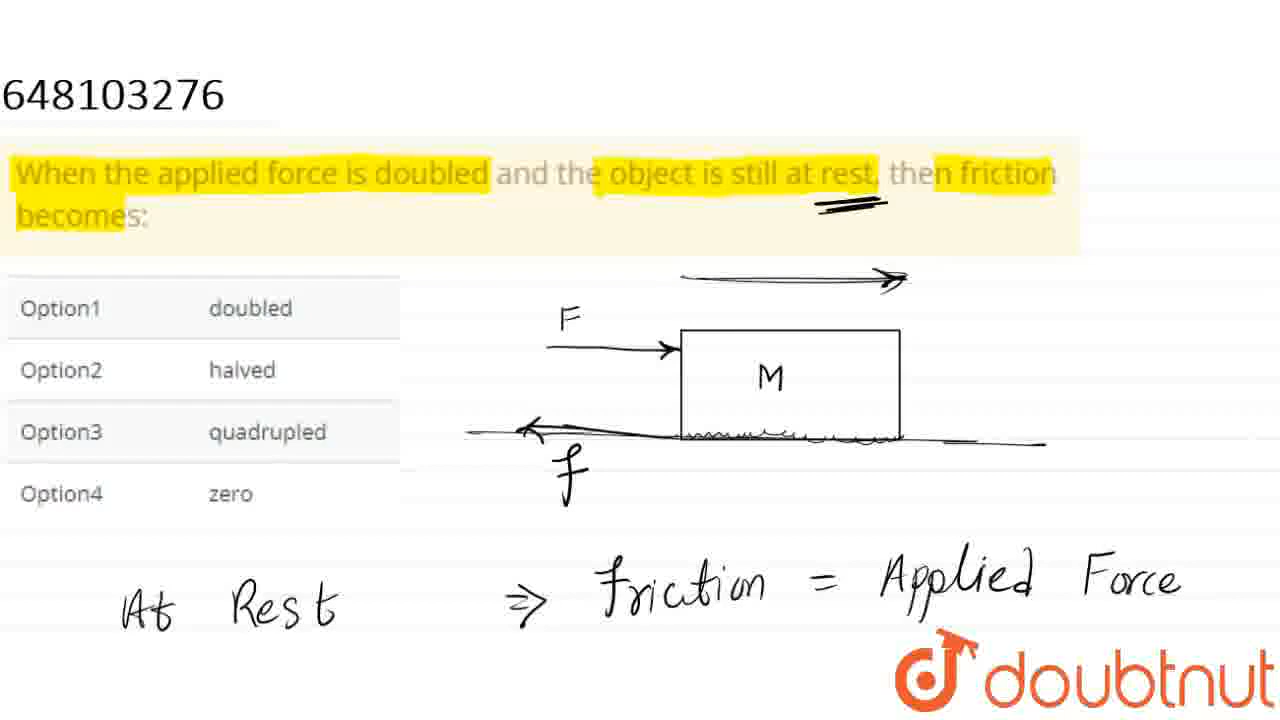 648103276
When the applied force is doubled and the object is still at rest, then friction
becomes:
Option1 doubled
Option2 halved
Option3 quadrupled
Option4 zero
F
M
f
At Rest ⇒ friction = Applied Force
doubtnut